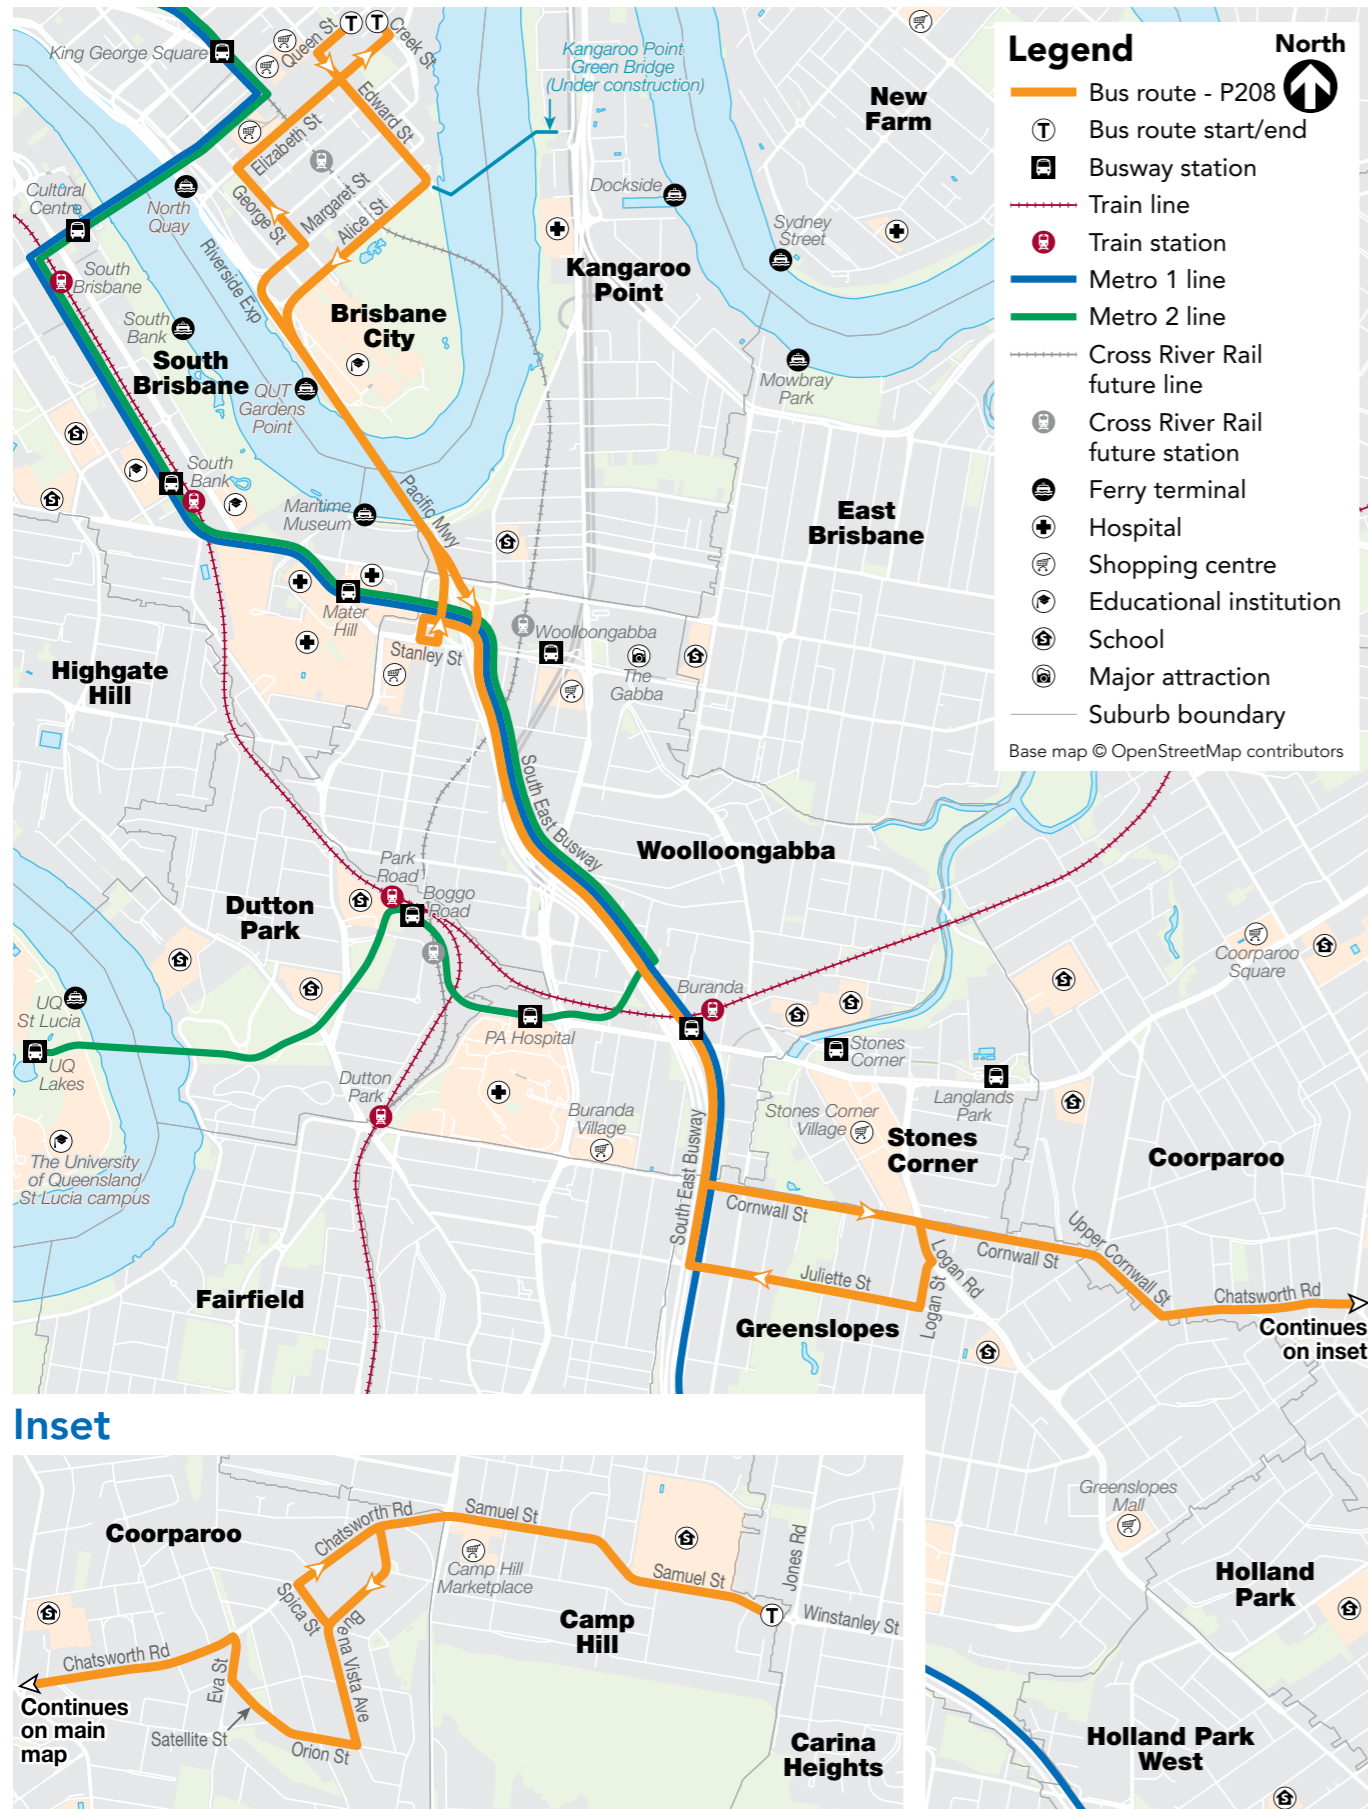 Legend
North
Bus route - P208
Bus route start/end
Busway station
Train line
Train station
Metro 1 line
Metro 2 line
Cross River Rail
future line
Cross River Rail
future station
Ferry terminal
Hospital
Shopping centre
Educational institution
School
Major attraction
Suburb boundary
Base map © OpenStreetMap contributors
King George Square
Queen St
T
T
Creek St
Kangaroo Point
Green Bridge
(Under construction)
New
Farm
Edward St
Elizabeth St
Margaret St
George St
Alice St
Cultural
Centre
North
Quay
Dockside
Sydney
Street
South
Brisbane
Riverside Exp
Kangaroo
Point
Brisbane
City
South
Bank
South
Brisbane
QUT
Gardens
Point
Mowbray
Park
South
Bank
Maritime
Museum
Pacific Mwy
East
Brisbane
Mater
Hill
Stanley St
Woolloongabba
The
Gabba
Highgate
Hill
South East Busway
Woolloongabba
Park
Road
Boggo
Road
Dutton
Park
Coorparoo
Square
Buranda
UQ
St Lucia
PA Hospital
Stones
Corner
UQ
Lakes
Dutton
Park
Langlands
Park
Buranda
Village
Stones Corner
Village
Stones
Corner
Coorparoo
The University
of Queensland
St Lucia campus
South East Busway
Cornwall St
Cornwall St
Upper Cornwall St
Logan Rd
Juliette St
Logan St
Chatsworth Rd
Fairfield
Greenslopes
Continues
on inset
Inset
Greenslopes
Mall
Holland
Park
Holland Park
West
Coorparoo
Chatsworth Rd
Samuel St
Camp Hill
Marketplace
Samuel St
Jones Rd
Spica St
Buena Vista Ave
Camp
Hill
T
Winstanley St
Chatsworth Rd
Eva St
Continues
on main
map
Satellite St
Orion St
Carina
Heights